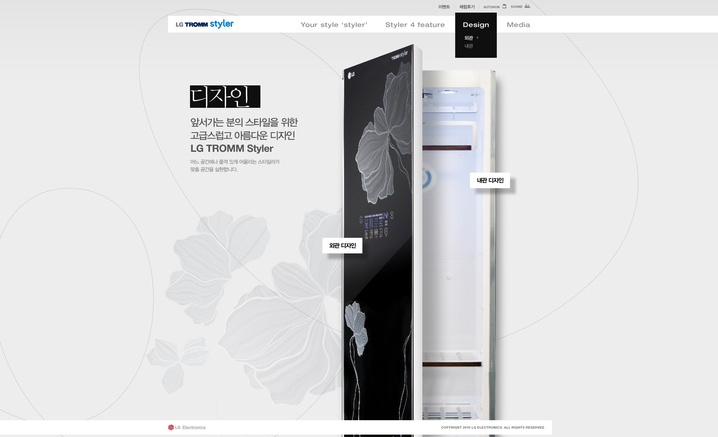 이벤트 체험후기 AUTORUN SOUND
LG TROMM styler
Your style 'styler' Styler 4 feature Design Media
외관
내관
디자인
앞서가는 분의 스타일을 위한
고급스럽고 아름다운 디자인
LG TROMM Styler
어느 공간에나 품격 있게 어울리는 스타일러가
맞춤 공간을 실현합니다.
LG
내관 디자인
외관 디자인
LG Electronics
COPYRIGHT 2010 LG ELECTRONICS. ALL RIGHTS RESERVED.